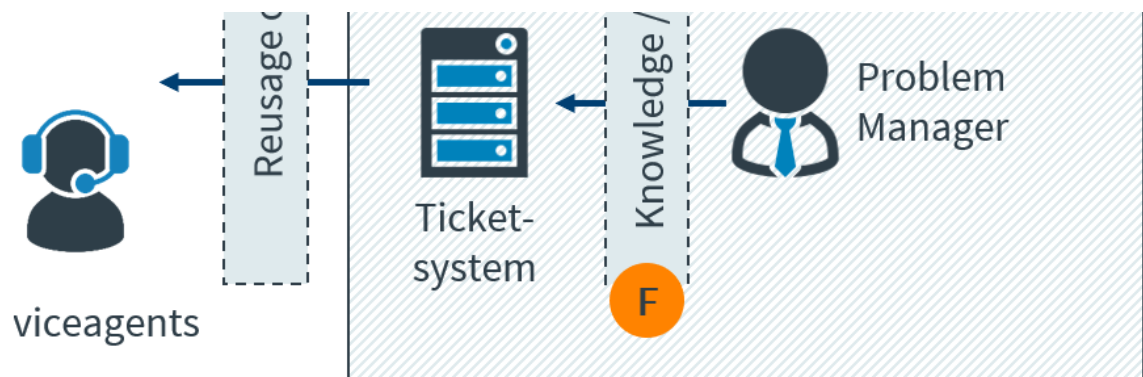 Reusage
Knowledge /
Problem
Manager
Ticket-
system
F
viceagents